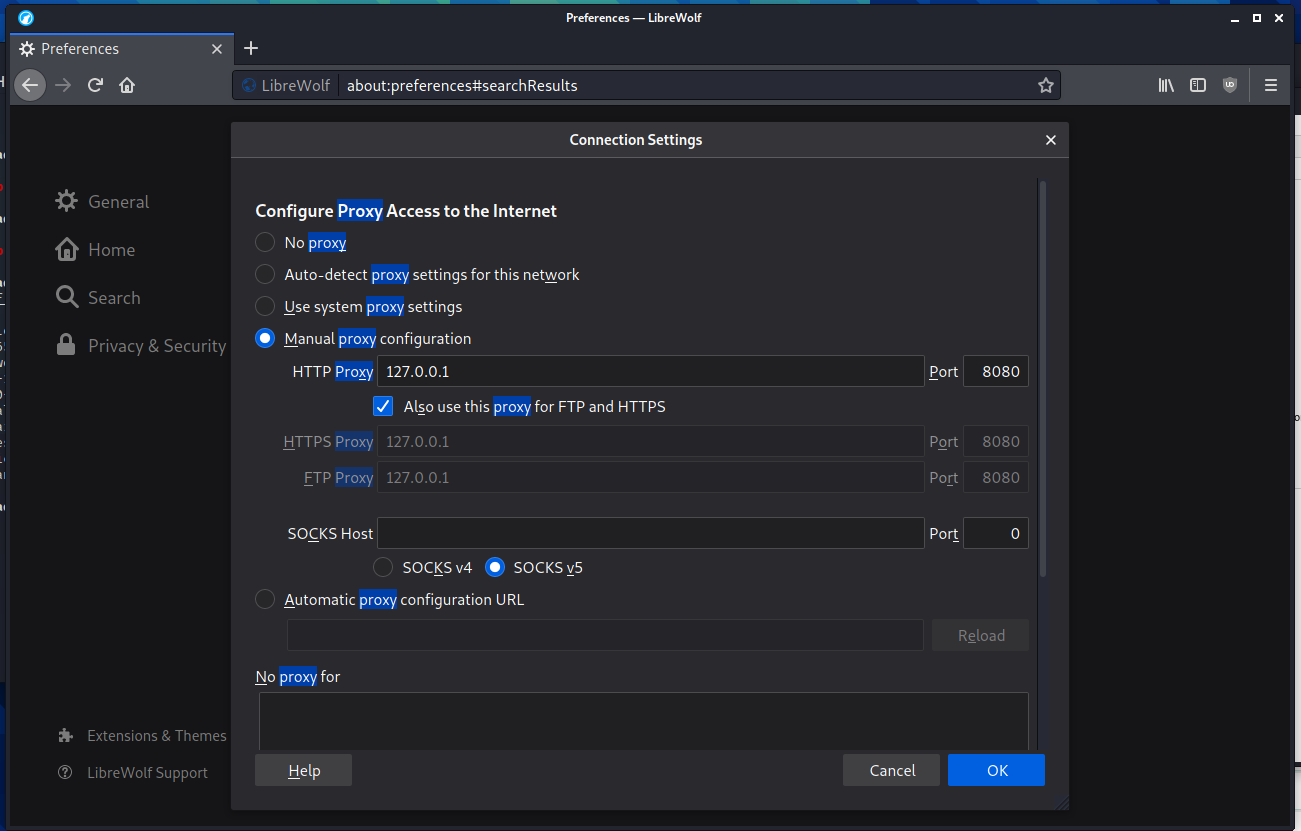 Preferences — LibreWolf
Preferences
LibreWolf about:preferences#searchResults
Connection Settings
General
Home
Search
Privacy & Security
Extensions & Themes
LibreWolf Support
Configure Proxy Access to the Internet
No proxy
Auto-detect proxy settings for this network
Use system proxy settings
Manual proxy configuration
HTTP Proxy 127.0.0.1 Port 8080
Also use this proxy for FTP and HTTPS
HTTPS Proxy 127.0.0.1 Port 8080
FTP Proxy 127.0.0.1 Port 8080
SOCKS Host Port 0
SOCKS v4 SOCKS v5
Automatic proxy configuration URL
Reload
No proxy for
Help Cancel OK